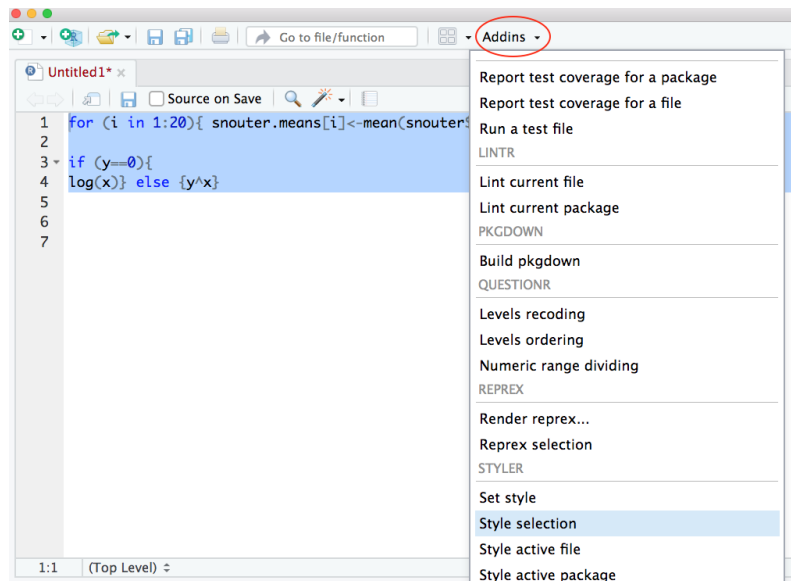 Go to file/function
Addins
Untitled1*
Source on Save
1 for (i in 1:20){ snouter.means[i]<-mean(snouter$
2
3 if (y==0){
4 log(x)} else {y^x}
5
6
7
1:1 (Top Level)
Report test coverage for a package
Report test coverage for a file
Run a test file
LINTR
Lint current file
Lint current package
PKGDOWN
Build pkgdown
QUESTIONR
Levels recoding
Levels ordering
Numeric range dividing
REPREX
Render reprex...
Reprex selection
STYLER
Set style
Style selection
Style active file
Style active package